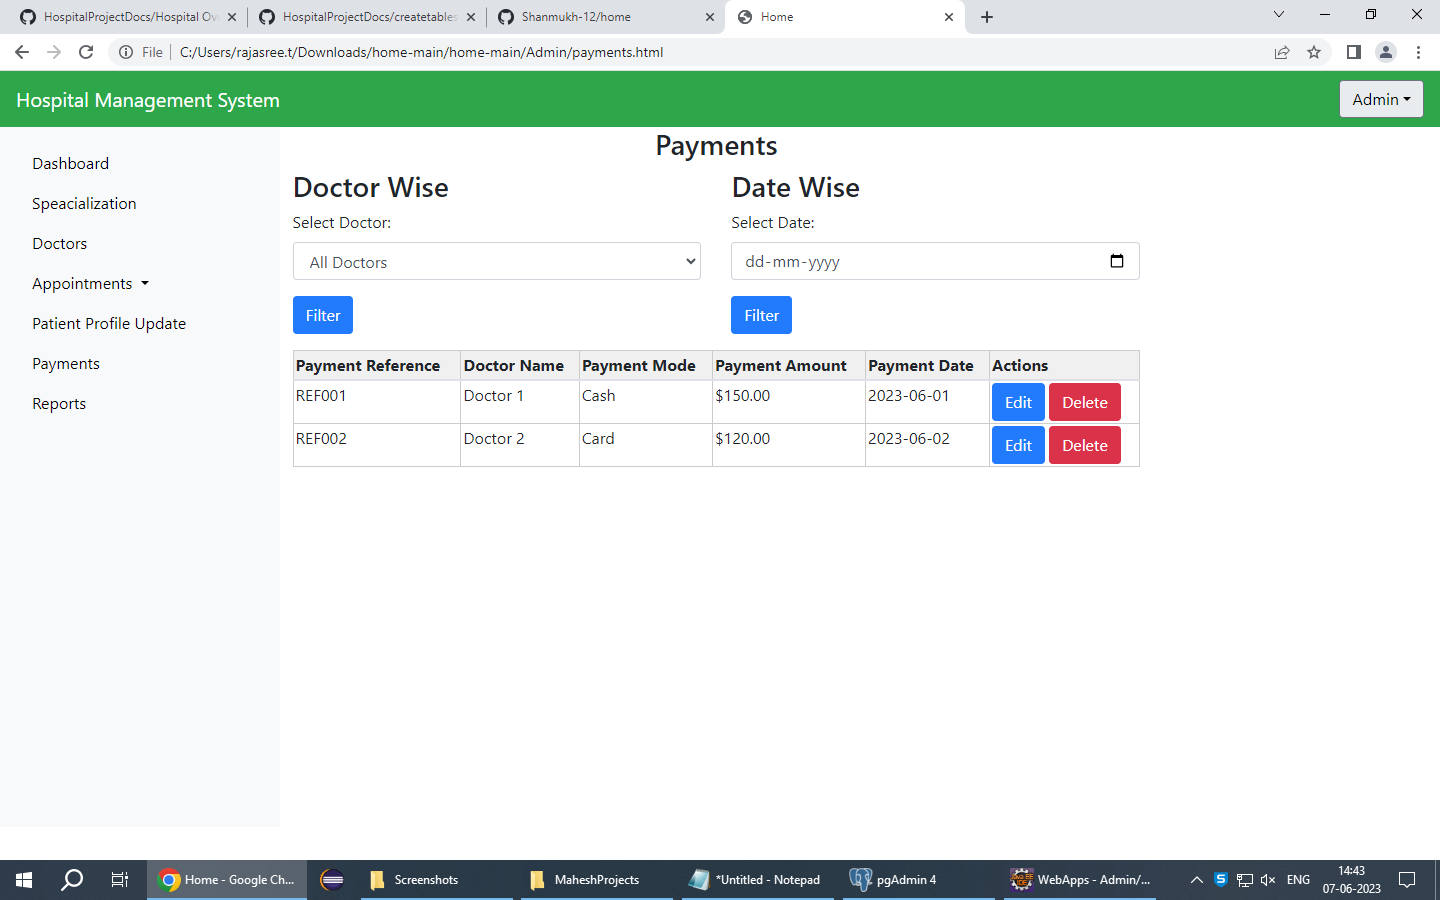 HospitalProjectDocs/Hospital Ov
HospitalProjectDocs/createtables
Shanmukh-12/home
Home
File
C:/Users/rajasree.t/Downloads/home-main/home-main/Admin/payments.html
Hospital Management System
Admin
Dashboard
Speacialization
Doctors
Appointments
Patient Profile Update
Payments
Reports
Payments
Doctor Wise
Select Doctor:
All Doctors
Filter
Date Wise
Select Date:
dd-mm-yyyy
Filter
Payment Reference Doctor Name Payment Mode Payment Amount Payment Date Actions
REF001 Doctor 1 Cash $150.00 2023-06-01 Edit Delete
REF002 Doctor 2 Card $120.00 2023-06-02 Edit Delete
Home - Google Ch...
Screenshots
MaheshProjects
*Untitled - Notepad
pgAdmin 4
WebApps - Admin/...
ENG
14:43
07-06-2023